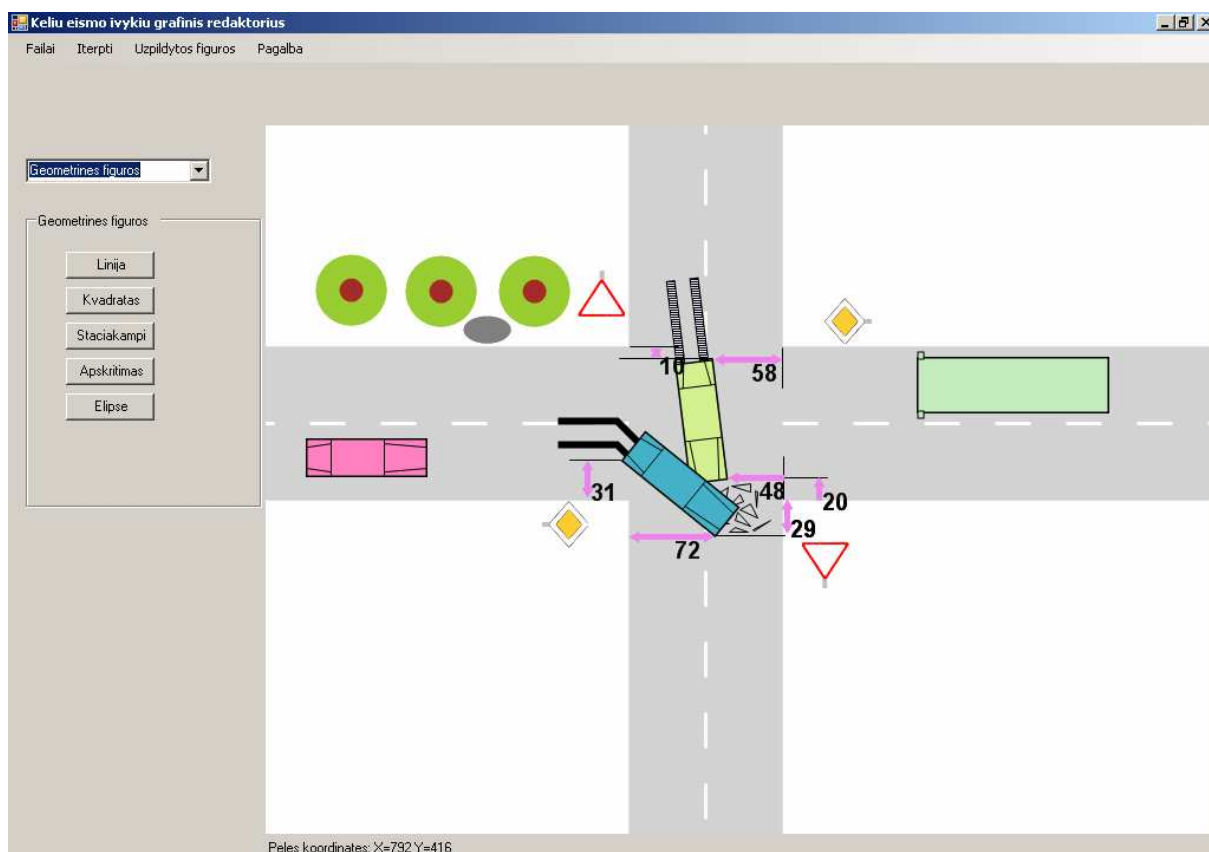 Keliu eismo ivykiu grafinis redaktorius
Failai Iterpti Uzpildytos figuros Pagalba
Geometrines figuros
Geometrines figuros
Linija
Kvadratas
Staciakampi
Apskritimas
Elipse
10
58
31
48
20
29
72
Peles koordinates: X=792 Y=416